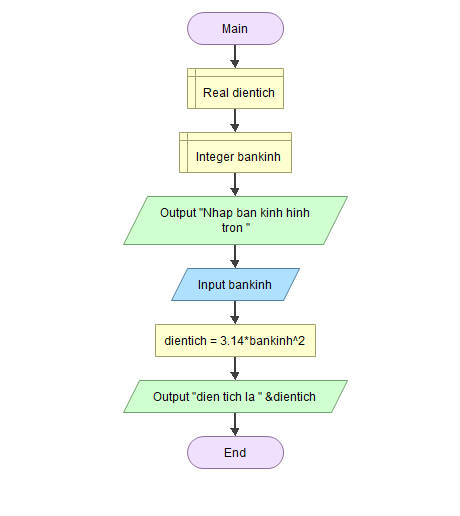 Main
Real dientich
Integer bankinh
Output "Nhap ban kinh hinh
tron "
Input bankinh
dientich = 3.14*bankinh^2
Output "dien tich la " &dientich
End